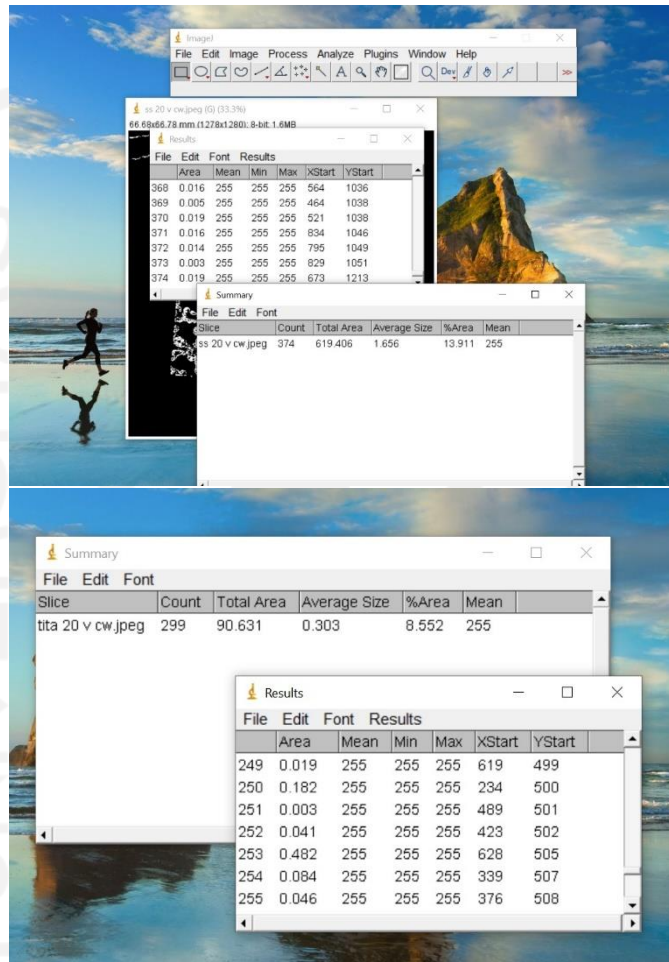 ImageJ
File Edit Image Process Analyze Plugins Window Help
A Dev >>
ss 20 v cw.jpeg (G) (33.3%)
66.68x66.78 mm (1278x1280); 8-bit; 1.6MB
Results
File Edit Font Results
Area Mean Min Max XStart YStart
368 0.016 255 255 255 564 1036
369 0.005 255 255 255 464 1038
370 0.019 255 255 255 521 1038
371 0.016 255 255 255 834 1046
372 0.014 255 255 255 795 1049
373 0.003 255 255 255 829 1051
374 0.019 255 255 255 673 1213
Summary
File Edit Font
Slice Count Total Area Average Size %Area Mean
ss 20 v cw.jpeg 374 619.406 1.656 13.911 255
Summary
File Edit Font
Slice Count Total Area Average Size %Area Mean
tita 20 v cw.jpeg 299 90.631 0.303 8.552 255
Results
File Edit Font Results
Area Mean Min Max XStart YStart
249 0.019 255 255 255 619 499
250 0.182 255 255 255 234 500
251 0.003 255 255 255 489 501
252 0.041 255 255 255 423 502
253 0.482 255 255 255 628 505
254 0.084 255 255 255 339 507
255 0.046 255 255 255 376 508